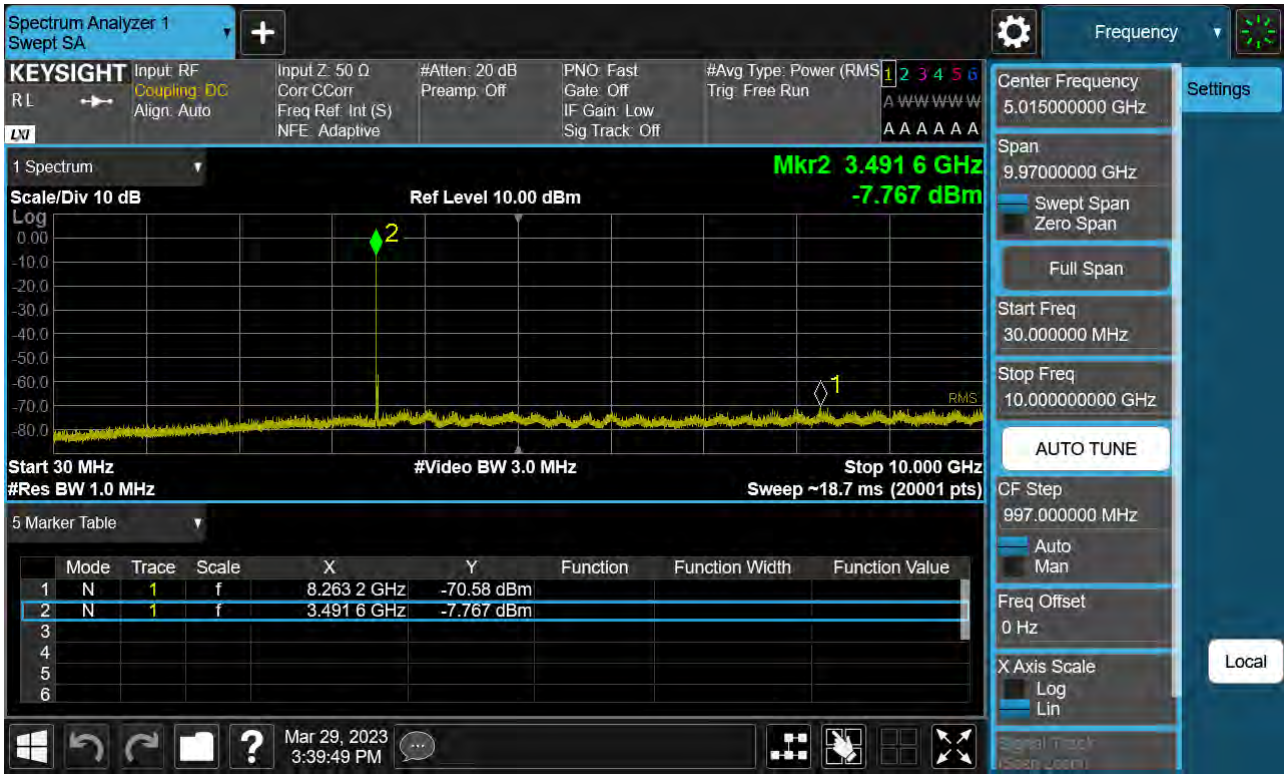 Spectrum Analyzer 1
Swept SA
Frequency
KEYSIGHT
RL
LXI
Input: RF
Coupling: DC
Align: Auto
Input Z: 50 Ω
Corr CCorr
Freq Ref: Int (S)
NFE: Adaptive
#Atten: 20 dB
Preamp: Off
PNO: Fast
Gate: Off
IF Gain: Low
Sig Track: Off
#Avg Type: Power (RMS
Trig: Free Run
1 2 3 4 5 6
A W W W W W
A A A A A A
1 Spectrum
Mkr2 3.491 6 GHz
Scale/Div 10 dB
Ref Level 10.00 dBm
-7.767 dBm
Log
0.00
-10.0
-20.0
-30.0
-40.0
-50.0
-60.0
-70.0
-80.0
2
1
RMS
Start 30 MHz
#Video BW 3.0 MHz
Stop 10.000 GHz
#Res BW 1.0 MHz
Sweep ~18.7 ms (20001 pts)
5 Marker Table
Mode Trace Scale X Y Function Function Width Function Value
1 N 1 f 8.263 2 GHz -70.58 dBm
2 N 1 f 3.491 6 GHz -7.767 dBm
3
4
5
6
Mar 29, 2023
3:39:49 PM
Center Frequency
5.015000000 GHz
Span
9.97000000 GHz
Swept Span
Zero Span
Full Span
Start Freq
30.000000 MHz
Stop Freq
10.000000000 GHz
AUTO TUNE
CF Step
997.000000 MHz
Auto
Man
Freq Offset
0 Hz
X Axis Scale
Log
Lin
Signal Track
(Span Zoom)
Settings
Local